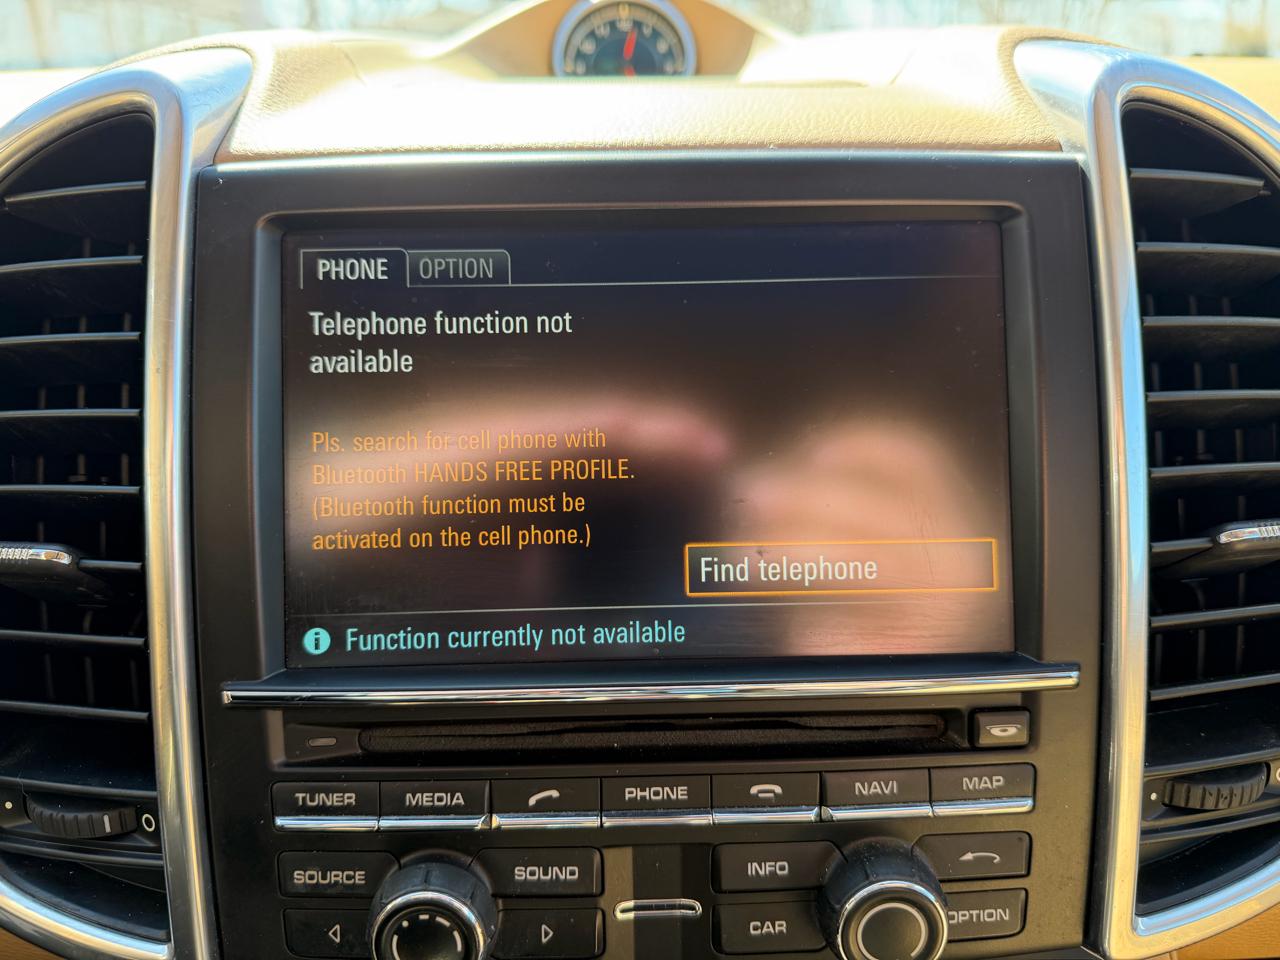 PHONE OPTION
Telephone function not
available
Pls. search for cell phone with
Bluetooth HANDS FREE PROFILE.
(Bluetooth function must be
activated on the cell phone.)
Find telephone
i Function currently not available
TUNER MEDIA PHONE NAVI MAP
SOURCE SOUND INFO
CAR OPTION